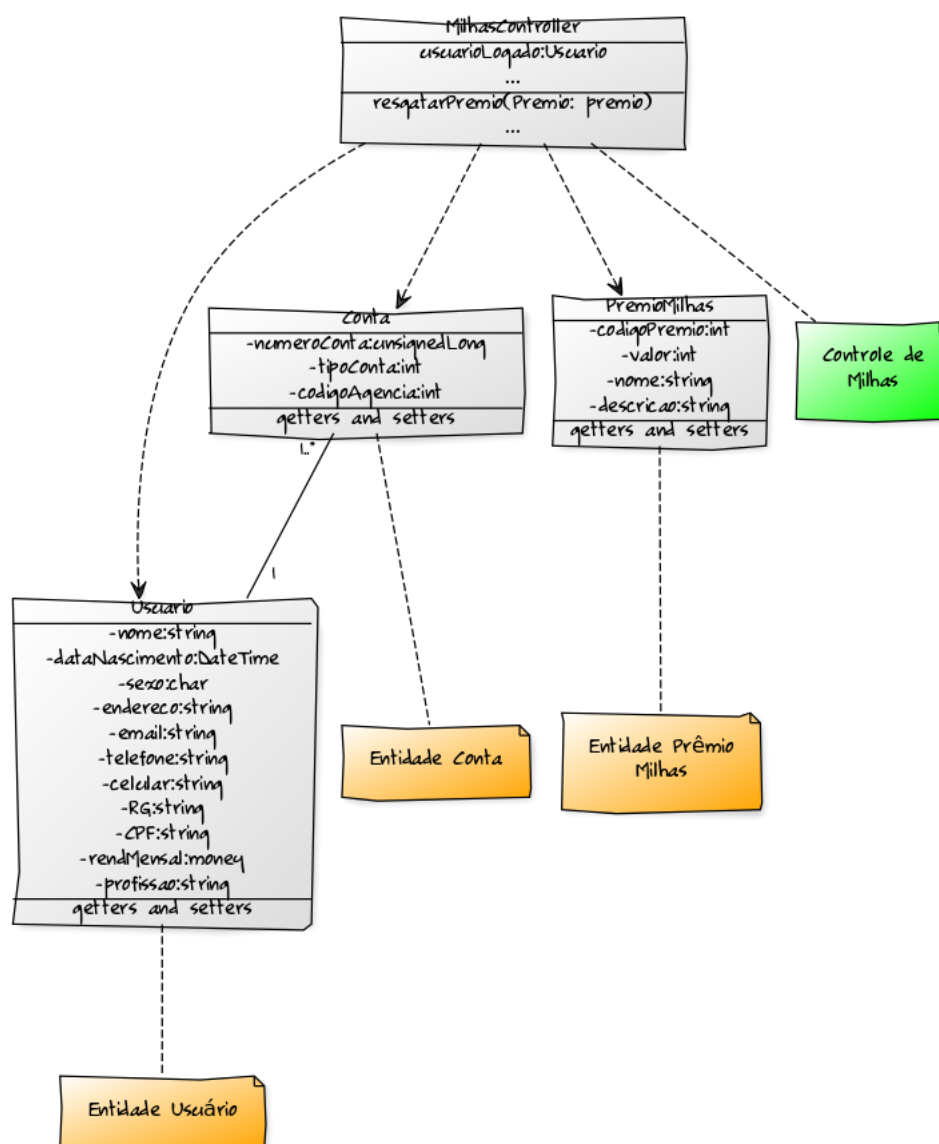 MilhasController
usuarioLogado:Usuario
...
resgatarPremio(Premio: premio)
...
Conta
-numeroConta:unsignedLong
-tipoConta:int
-codigoAgencia:int
getters and setters
PremioMilhas
-codigoPremio:int
-valor:int
-nome:string
-descricao:string
getters and setters
Controle de
Milhas
1..*
1
Usuario
-nome:string
-dataNascimento:DateTime
-sexo:char
-endereco:string
-email:string
-telefone:string
-celular:string
-RG:string
-CPF:string
-rendMensal:money
-profissao:string
getters and setters
Entidade Conta
Entidade Prêmio
Milhas
Entidade Usuário